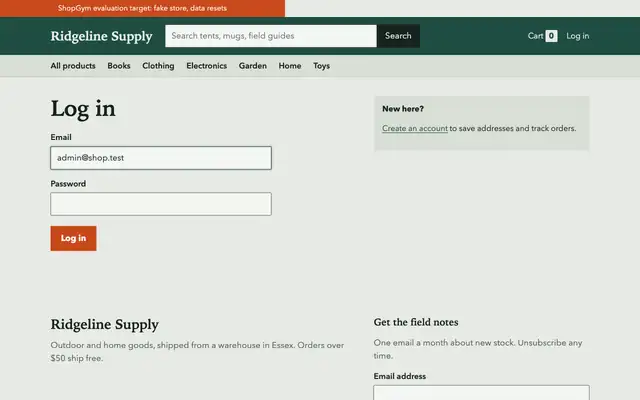 ShopGym evaluation target: fake store, data resets
Ridgeline Supply
Search tents, mugs, field guides
Search
Cart 0
Log in
All products
Books
Clothing
Electronics
Garden
Home
Toys
Log in
Email
admin@shop.test
Password
Log in
New here?
Create an account to save addresses and track orders.
Ridgeline Supply
Outdoor and home goods, shipped from a warehouse in Essex. Orders over
$50 ship free.
Get the field notes
One email a month about new stock. Unsubscribe any
time.
Email address